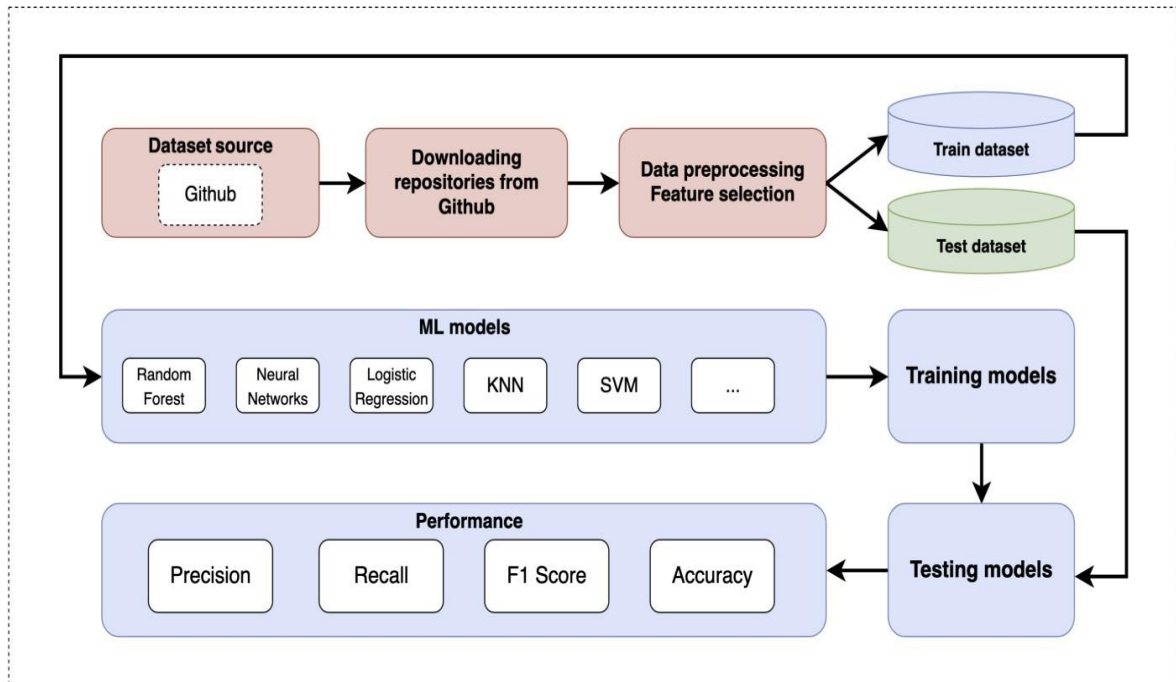 Dataset source
Github
Downloading
repositories from
Github
Data preprocessing
Feature selection
Train dataset
Test dataset
ML models
Random
Forest
Neural
Networks
Logistic
Regression
KNN
SVM
...
Training models
Performance
Precision
Recall
F1 Score
Accuracy
Testing models